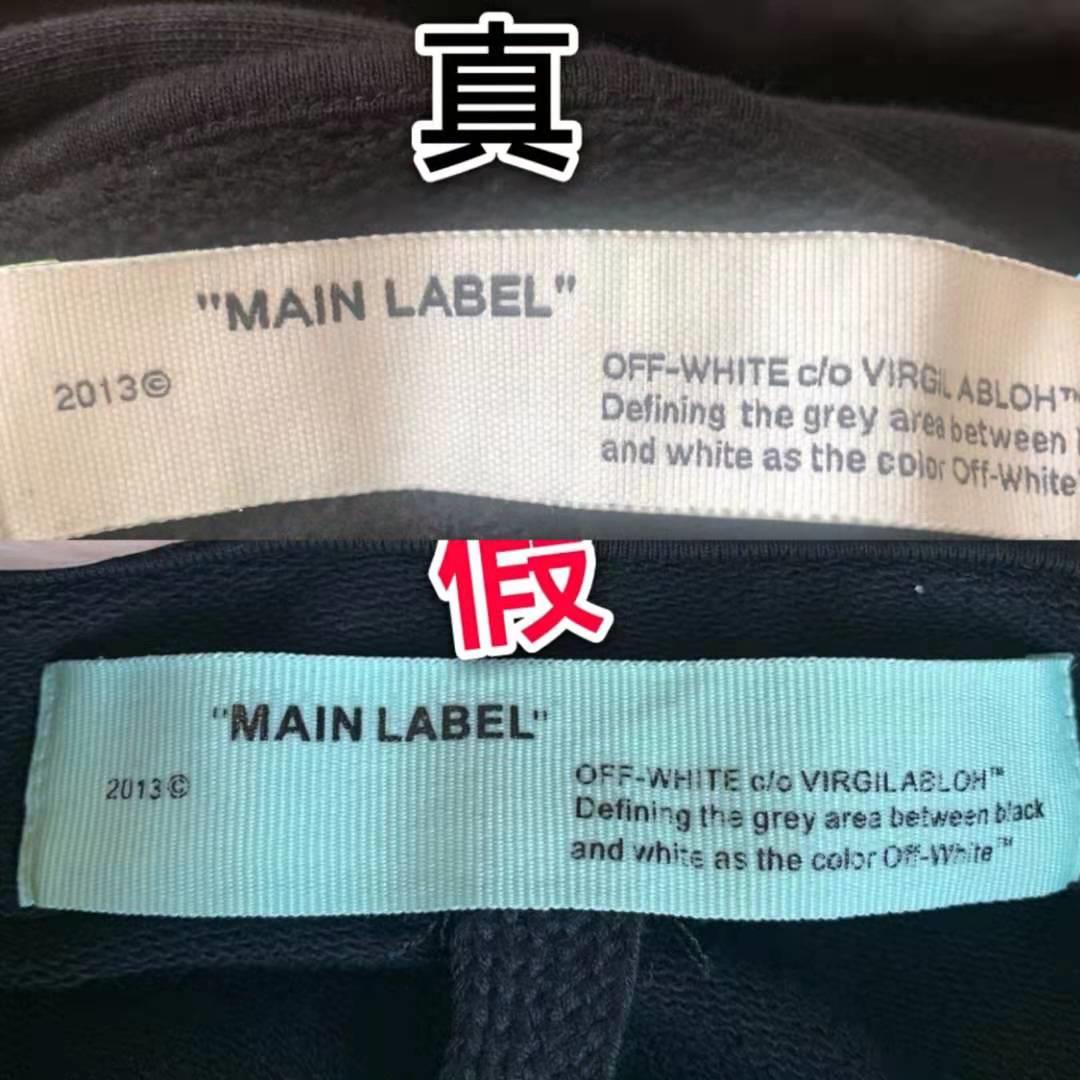 真
"MAIN LABEL"
2013©
OFF-WHITE c/o VIRGIL ABLOH™
Defining the grey area between
and white as the color Off-White
假
"MAIN LABEL"
2013©
OFF-WHITE c/o VIRGIL ABLOH™
Defining the grey area between black
and white as the color Off-White™